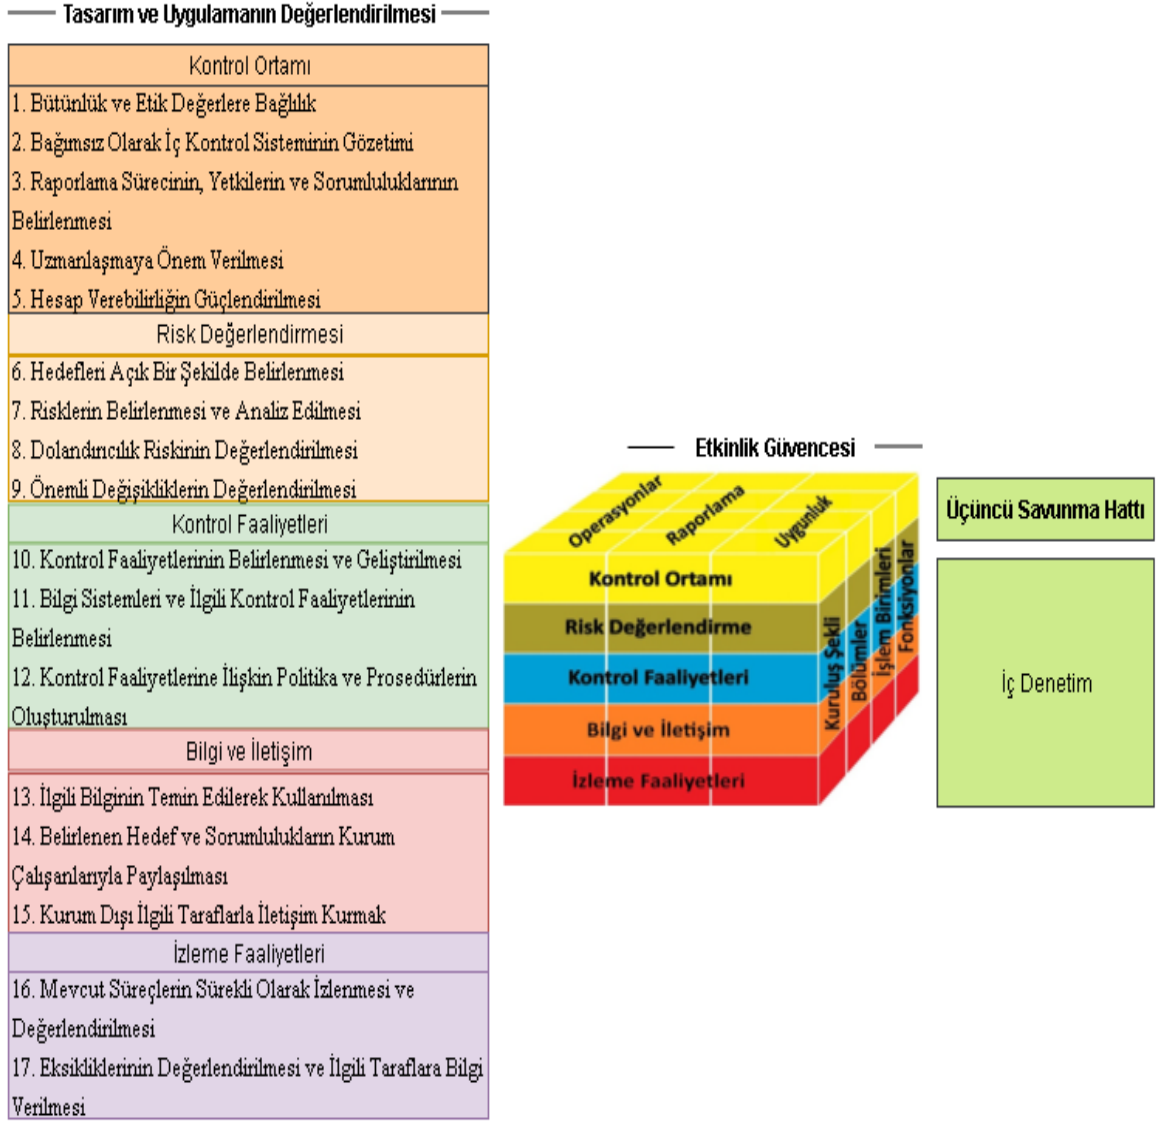 Tasarım ve Uygulamanın Değerlendirilmesi
Kontrol Ortamı
1. Bütünlük ve Etik Değerlere Bağlılık
2. Bağımsız Olarak İç Kontrol Sisteminin Gözetimi
3. Raporlama Sürecinin, Yetkilerin ve Sorumluluklarının
Belirlenmesi
4. Uzmanlaşmaya Önem Verilmesi
5. Hesap Verebilirliğin Güçlendirilmesi
Risk Değerlendirmesi
6. Hedefleri Açık Bir Şekilde Belirlenmesi
7. Risklerin Belirlenmesi ve Analiz Edilmesi
8. Dolandırıcılık Riskinin Değerlendirilmesi
9. Önemli Değişikliklerin Değerlendirilmesi
Kontrol Faaliyetleri
10. Kontrol Faaliyetlerinin Belirlenmesi ve Geliştirilmesi
11. Bilgi Sistemleri ve İlgili Kontrol Faaliyetlerinin
Belirlenmesi
12. Kontrol Faaliyetlerine İlişkin Politika ve Prosedürlerin
Oluşturulması
Bilgi ve İletişim
13. İlgili Bilginin Temin Edilerek Kullanılması
14. Belirlenen Hedef ve Sorumlulukların Kurum
Çalışanlarıyla Paylaşılması
15. Kurum Dışı İlgili Taraflarla İletişim Kurmak
İzleme Faaliyetleri
16. Mevcut Süreçlerin Sürekli Olarak İzlenmesi ve
Değerlendirilmesi
17. Eksikliklerinin Değerlendirilmesi ve İlgili Taraflara Bilgi
Verilmesi
Etkinlik Güvencesi
Operasyonlar
Raporlama
Uygunluk
Kontrol Ortamı
Risk Değerlendirme
Kontrol Faaliyetleri
Bilgi ve İletişim
İzleme Faaliyetleri
Kuruluş Şekli
Bölümler
İşlem Birimleri
Fonksiyonlar
Üçüncü Savunma Hattı
İç Denetim